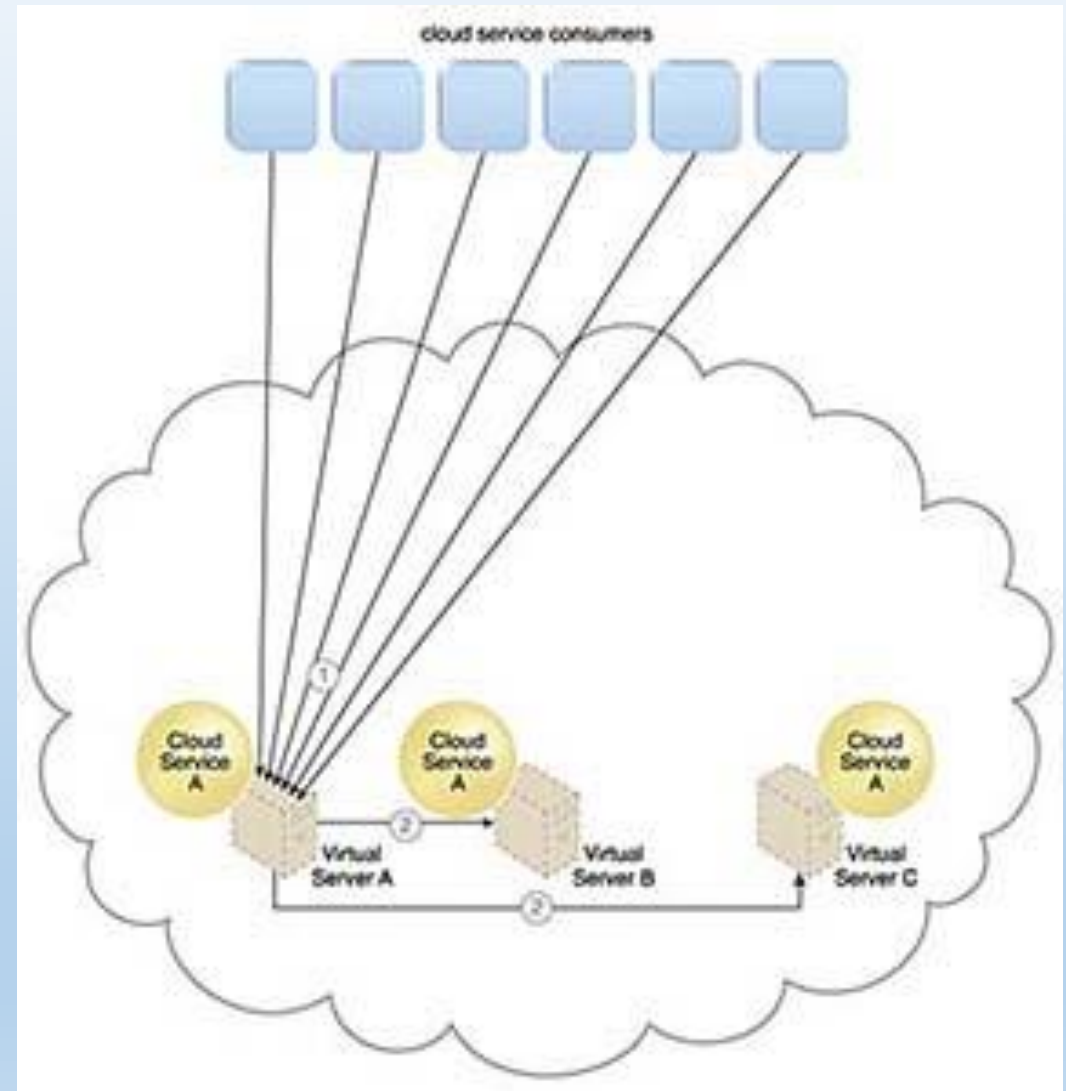 cloud service consumers
1
Cloud
Service
A
Cloud
Service
A
Cloud
Service
A
2
Virtual
Server A
Virtual
Server B
Virtual
Server C
2